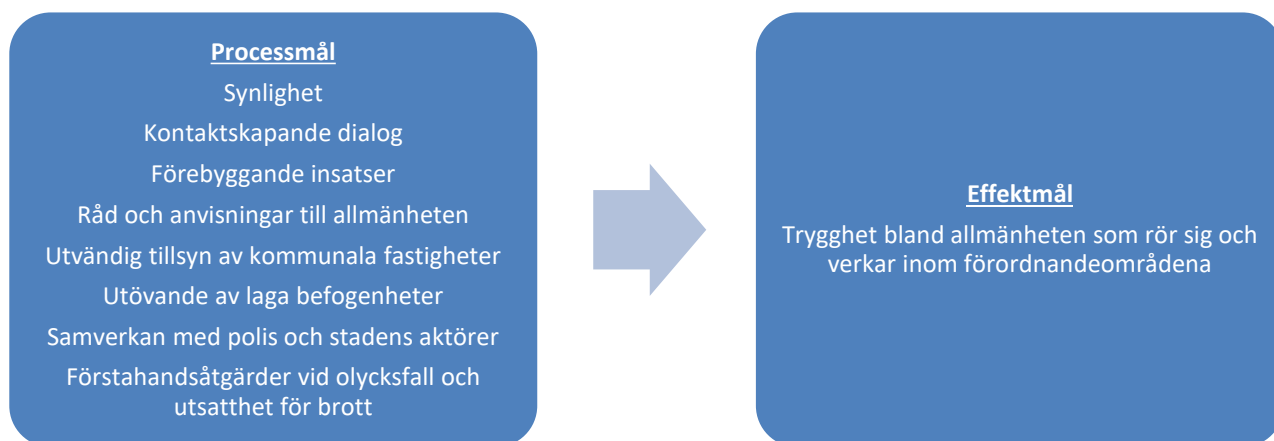 Processmål
Synlighet
Kontaktskapande dialog
Förebyggande insatser
Råd och anvisningar till allmänheten
Utvändig tillsyn av kommunala fastigheter
Utövande av laga befogenheter
Samverkan med polis och stadens aktörer
Förstahandsåtgärder vid olycksfall och
utsatthet för brott
Effektmål
Trygghet bland allmänheten som rör sig och
verkar inom förordnandeområdena